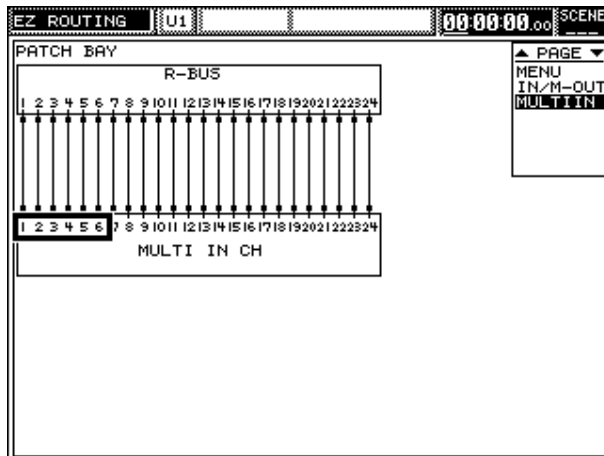 EZ ROUTING U1 00:00:00.00 SCENE
PATCH BAY
▲ PAGE ▼
MENU
IN/M-OUT
MULTIIN
R-BUS
1 2 3 4 5 6 7 8 9 10 11 12 13 14 15 16 17 18 19 20 21 22 23 24
1 2 3 4 5 6 7 8 9 10 11 12 13 14 15 16 17 18 19 20 21 22 23 24
MULTI IN CH